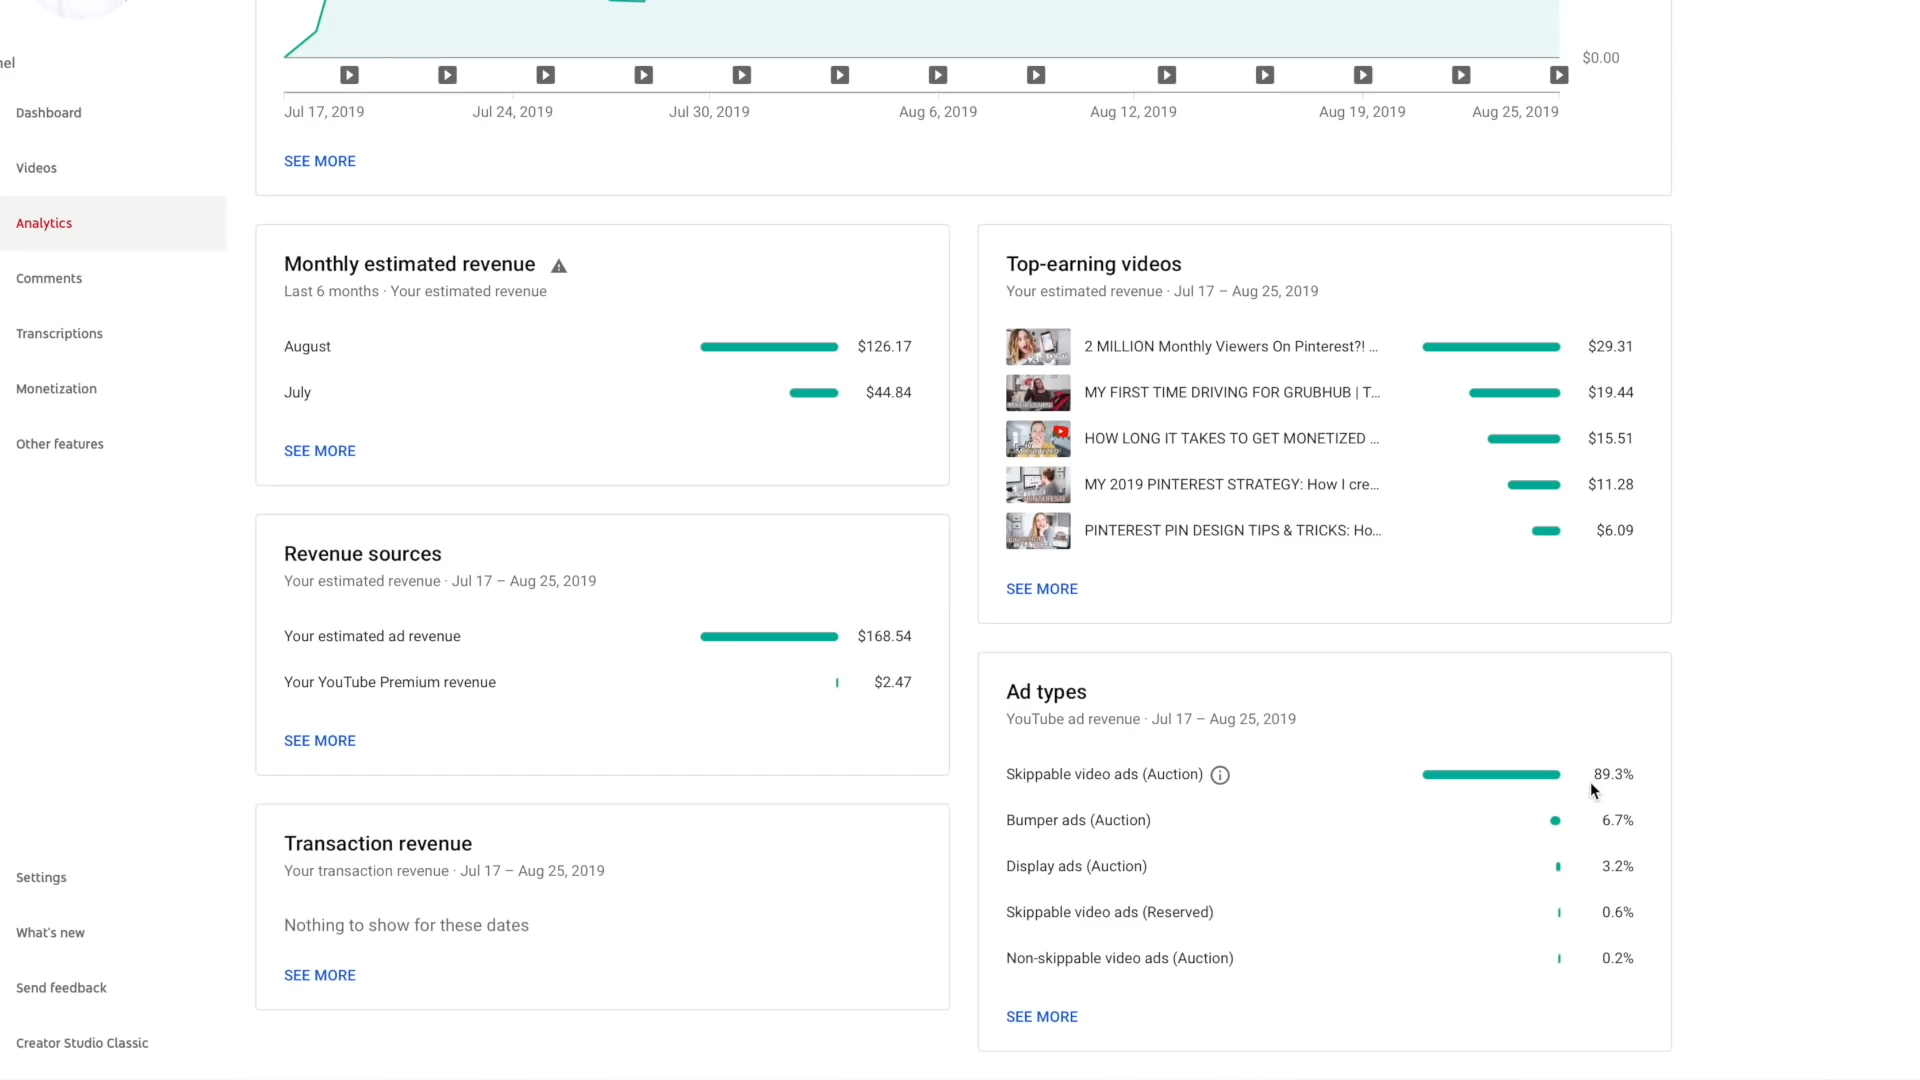 nel
Dashboard
Videos
Analytics
Comments
Transcriptions
Monetization
Other features
Settings
What's new
Send feedback
Creator Studio Classic
$0.00
Jul 17, 2019 Jul 24, 2019 Jul 30, 2019 Aug 6, 2019 Aug 12, 2019 Aug 19, 2019 Aug 25, 2019
SEE MORE
Monthly estimated revenue
Last 6 months · Your estimated revenue
August $126.17
July $44.84
SEE MORE
Revenue sources
Your estimated revenue · Jul 17 – Aug 25, 2019
Your estimated ad revenue $168.54
Your YouTube Premium revenue $2.47
SEE MORE
Transaction revenue
Your transaction revenue · Jul 17 – Aug 25, 2019
Nothing to show for these dates
SEE MORE
Top-earning videos
Your estimated revenue · Jul 17 – Aug 25, 2019
2 MILLION Monthly Viewers On Pinterest?! ... $29.31
MY FIRST TIME DRIVING FOR GRUBHUB | T... $19.44
HOW LONG IT TAKES TO GET MONETIZED ... $15.51
MY 2019 PINTEREST STRATEGY: How I cre... $11.28
PINTEREST PIN DESIGN TIPS & TRICKS: Ho... $6.09
SEE MORE
Ad types
YouTube ad revenue · Jul 17 – Aug 25, 2019
Skippable video ads (Auction) 89.3%
Bumper ads (Auction) 6.7%
Display ads (Auction) 3.2%
Skippable video ads (Reserved) 0.6%
Non-skippable video ads (Auction) 0.2%
SEE MORE